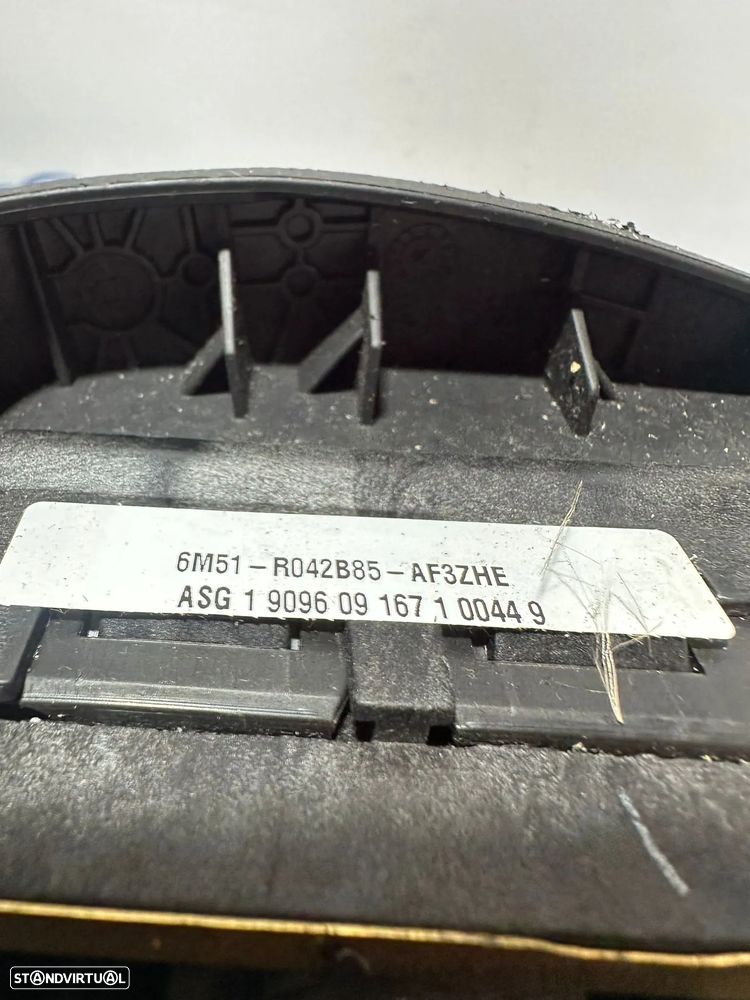 6M51-R042B85-AF3ZHE
ASG 1 9096 09 167 1 0044 9
STANDVIRTUAL